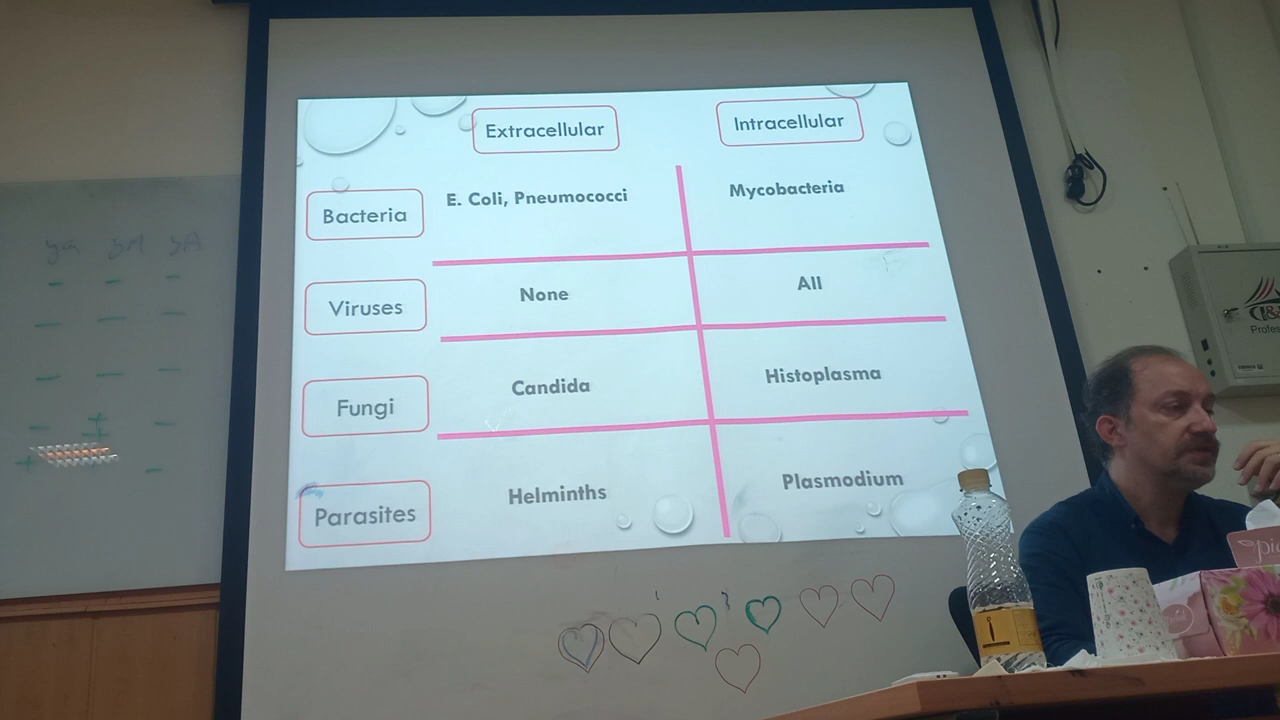 Extracellular
Intracellular
Bacteria
E. Coli, Pneumococci
Mycobacteria
Viruses
None
All
Fungi
Candida
Histoplasma
Parasites
Helminths
Plasmodium